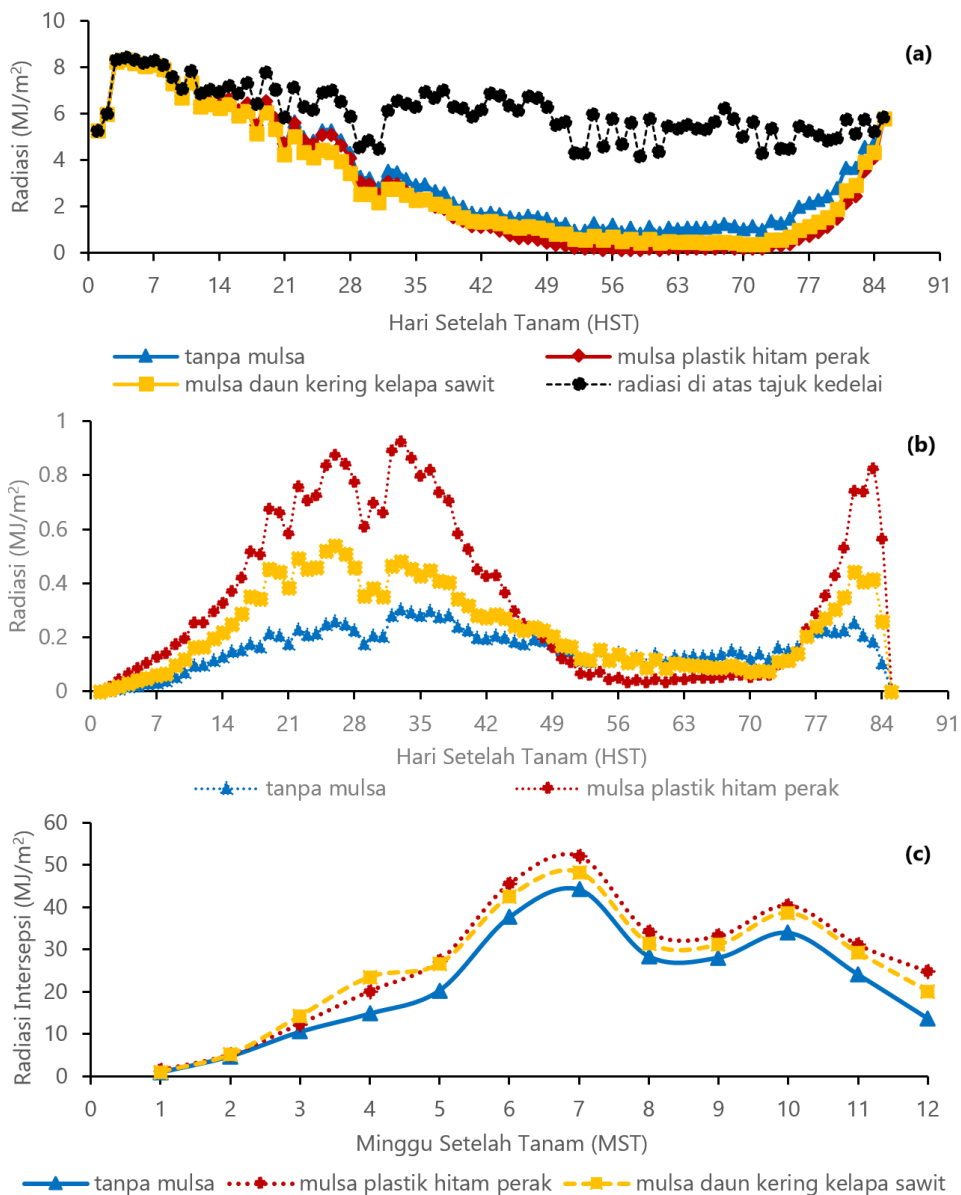 (a)
Radiasi (MJ/m²)
10
8
6
4
2
0
0 7 14 21 28 35 42 49 56 63 70 77 84 91
Hari Setelah Tanam (HST)
tanpa mulsa mulsa plastik hitam perak
mulsa daun kering kelapa sawit radiasi di atas tajuk kedelai
(b)
Radiasi (MJ/m²)
1
0.8
0.6
0.4
0.2
0
0 7 14 21 28 35 42 49 56 63 70 77 84 91
Hari Setelah Tanam (HST)
tanpa mulsa mulsa plastik hitam perak
(c)
Radiasi Intersepsi (MJ/m²)
60
50
40
30
20
10
0
0 1 2 3 4 5 6 7 8 9 10 11 12
Minggu Setelah Tanam (MST)
tanpa mulsa mulsa plastik hitam perak mulsa daun kering kelapa sawit